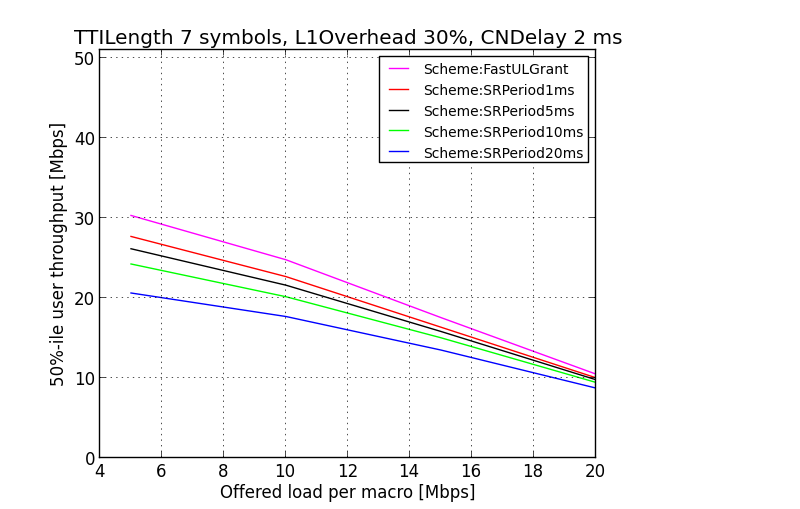 TTILength 7 symbols, L1Overhead 30%, CNDelay 2 ms
50%-ile user throughput [Mbps]
50
40
30
20
10
0
Scheme:FastULGrant
Scheme:SRPeriod1ms
Scheme:SRPeriod5ms
Scheme:SRPeriod10ms
Scheme:SRPeriod20ms
4 6 8 10 12 14 16 18 20
Offered load per macro [Mbps]